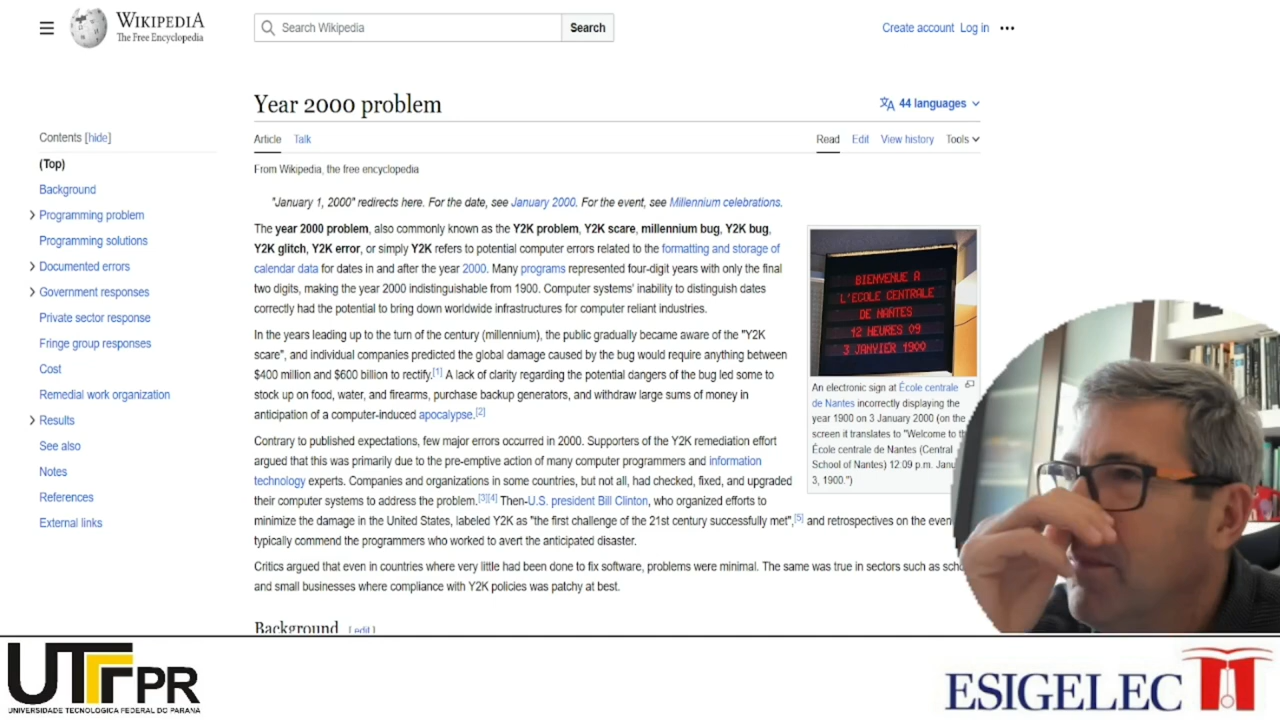 WIKIPEDIA
The Free Encyclopedia
Search Wikipedia
Search
Create account Log in
Year 2000 problem
44 languages
Contents [hide]
(Top)
Background
Programming problem
Programming solutions
Documented errors
Government responses
Private sector response
Fringe group responses
Cost
Remedial work organization
Results
See also
Notes
References
External links
Article Talk
Read Edit View history Tools
From Wikipedia, the free encyclopedia
"January 1, 2000" redirects here. For the date, see January 2000. For the event, see Millennium celebrations.
The year 2000 problem, also commonly known as the Y2K problem, Y2K scare, millennium bug, Y2K bug,
Y2K glitch, Y2K error, or simply Y2K refers to potential computer errors related to the formatting and storage of
calendar data for dates in and after the year 2000. Many programs represented four-digit years with only the final
two digits, making the year 2000 indistinguishable from 1900. Computer systems' inability to distinguish dates
correctly had the potential to bring down worldwide infrastructures for computer reliant industries.
In the years leading up to the turn of the century (millennium), the public gradually became aware of the "Y2K
scare", and individual companies predicted the global damage caused by the bug would require anything between
$400 million and $600 billion to rectify.[1] A lack of clarity regarding the potential dangers of the bug led some to
stock up on food, water, and firearms, purchase backup generators, and withdraw large sums of money in
anticipation of a computer-induced apocalypse.[2]
Contrary to published expectations, few major errors occurred in 2000. Supporters of the Y2K remediation effort
argued that this was primarily due to the pre-emptive action of many computer programmers and information
technology experts. Companies and organizations in some countries, but not all, had checked, fixed, and upgraded
their computer systems to address the problem.[3][4] Then-U.S. president Bill Clinton, who organized efforts to
minimize the damage in the United States, labeled Y2K as "the first challenge of the 21st century successfully met",[5] and retrospectives on the
typically commend the programmers who worked to avert the anticipated disaster.
Critics argued that even in countries where very little had been done to fix software, problems were minimal. The same was true in sectors such as
and small businesses where compliance with Y2K policies was patchy at best.
Background [edit]
BIENVENUE A
L'ECOLE CENTRALE
DE NANTES
12 HEURES 09
3 JANVIER 1900
An electronic sign at École centrale
de Nantes incorrectly displaying the
year 1900 on 3 January 2000 (on the
screen it translates to "Welcome to
École centrale de Nantes (Central
School of Nantes) 12:09 p.m.
3, 1900.")
UTFPR
UNIVERSIDADE TECNOLÓGICA FEDERAL DO PARANÁ
ESIGELEC